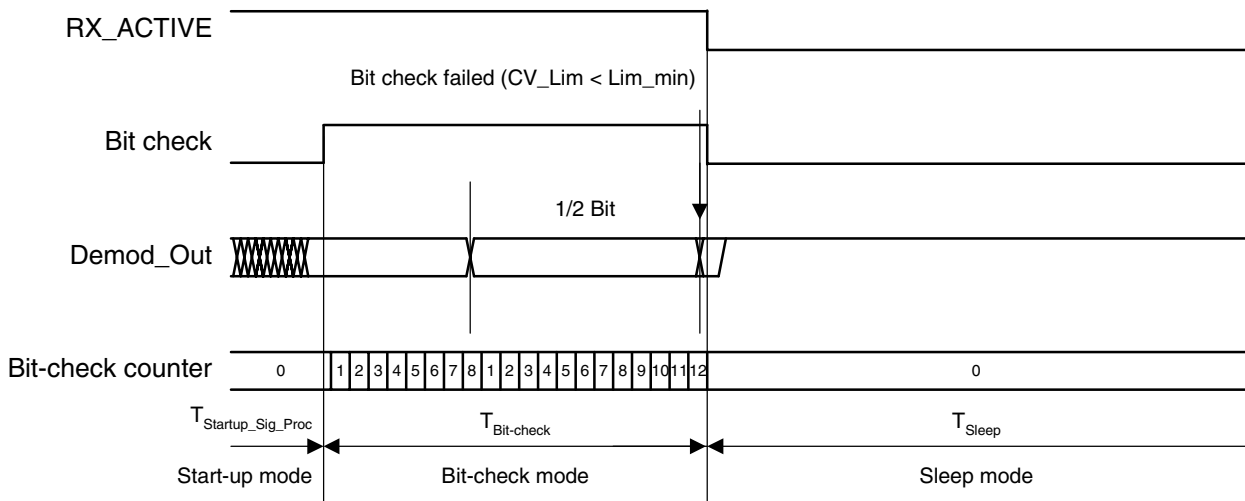 RX_ACTIVE
Bit check failed (CV_Lim < Lim_min)
Bit check
1/2 Bit
Demod_Out
Bit-check counter 0 1 2 3 4 5 6 7 8 1 2 3 4 5 6 7 8 9 10 11 12 0
TStartup_Sig_Proc TBit-check TSleep
Start-up mode Bit-check mode Sleep mode